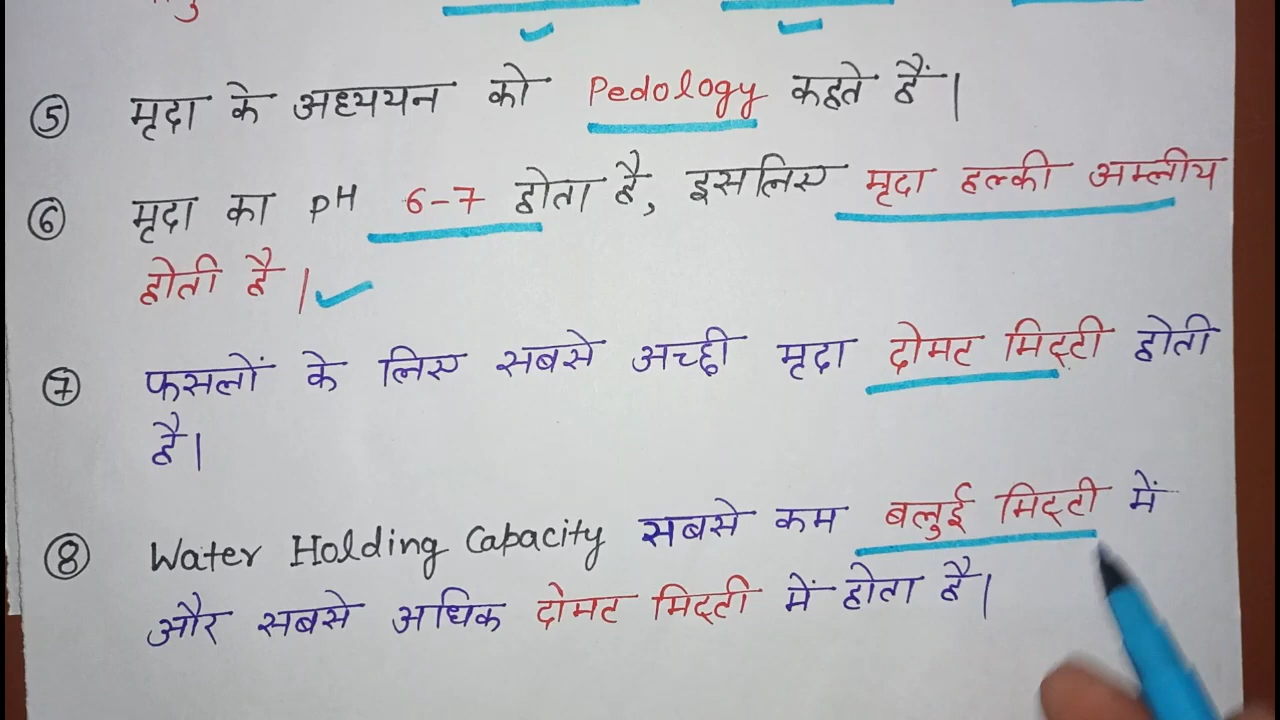 ⑤ मृदा के अध्ययन को Pedology कहते हैं।
⑥ मृदा का pH 6-7 होता है, इसलिए मृदा हल्की अम्लीय
होती है।
⑦ फसलों के लिए सबसे अच्छी मृदा दोमट मिट्टी होती
है।
⑧ Water Holding Capacity सबसे कम बलुई मिट्टी में
और सबसे अधिक दोमट मिट्टी में होता है।